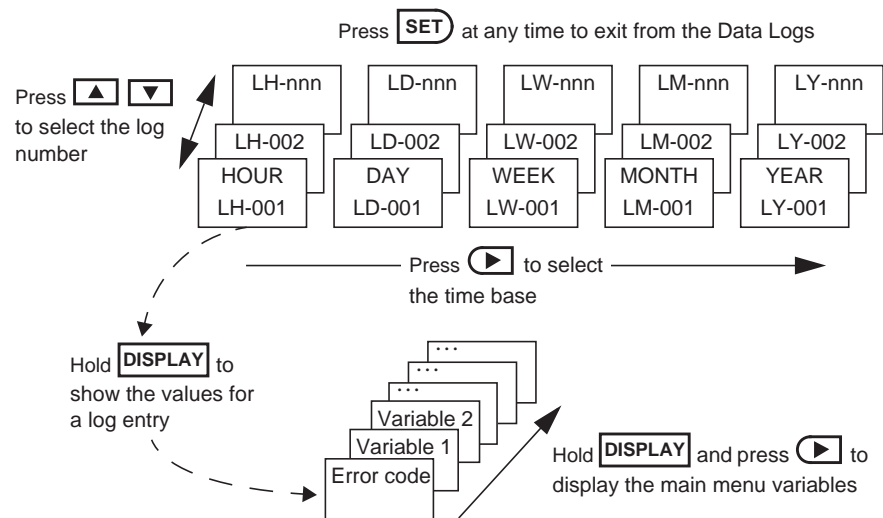 Press SET at any time to exit from the Data Logs
Press ▲ ▼
to select the log
number
LH-nnn LD-nnn LW-nnn LM-nnn LY-nnn
LH-002 LD-002 LW-002 LM-002 LY-002
HOUR DAY WEEK MONTH YEAR
LH-001 LD-001 LW-001 LM-001 LY-001
Press ► to select
the time base
Hold DISPLAY to
show the values for
a log entry
...
...
...
Variable 2
Variable 1
Error code
Hold DISPLAY and press ► to
display the main menu variables